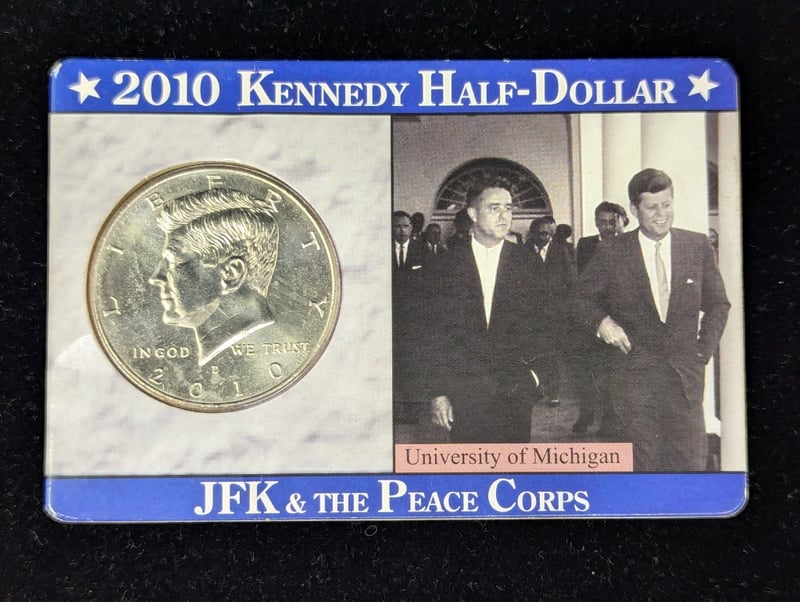 ★ 2010 KENNEDY HALF-DOLLAR ★
LIBERTY
IN GOD WE TRUST
2010
University of Michigan
JFK & THE PEACE CORPS